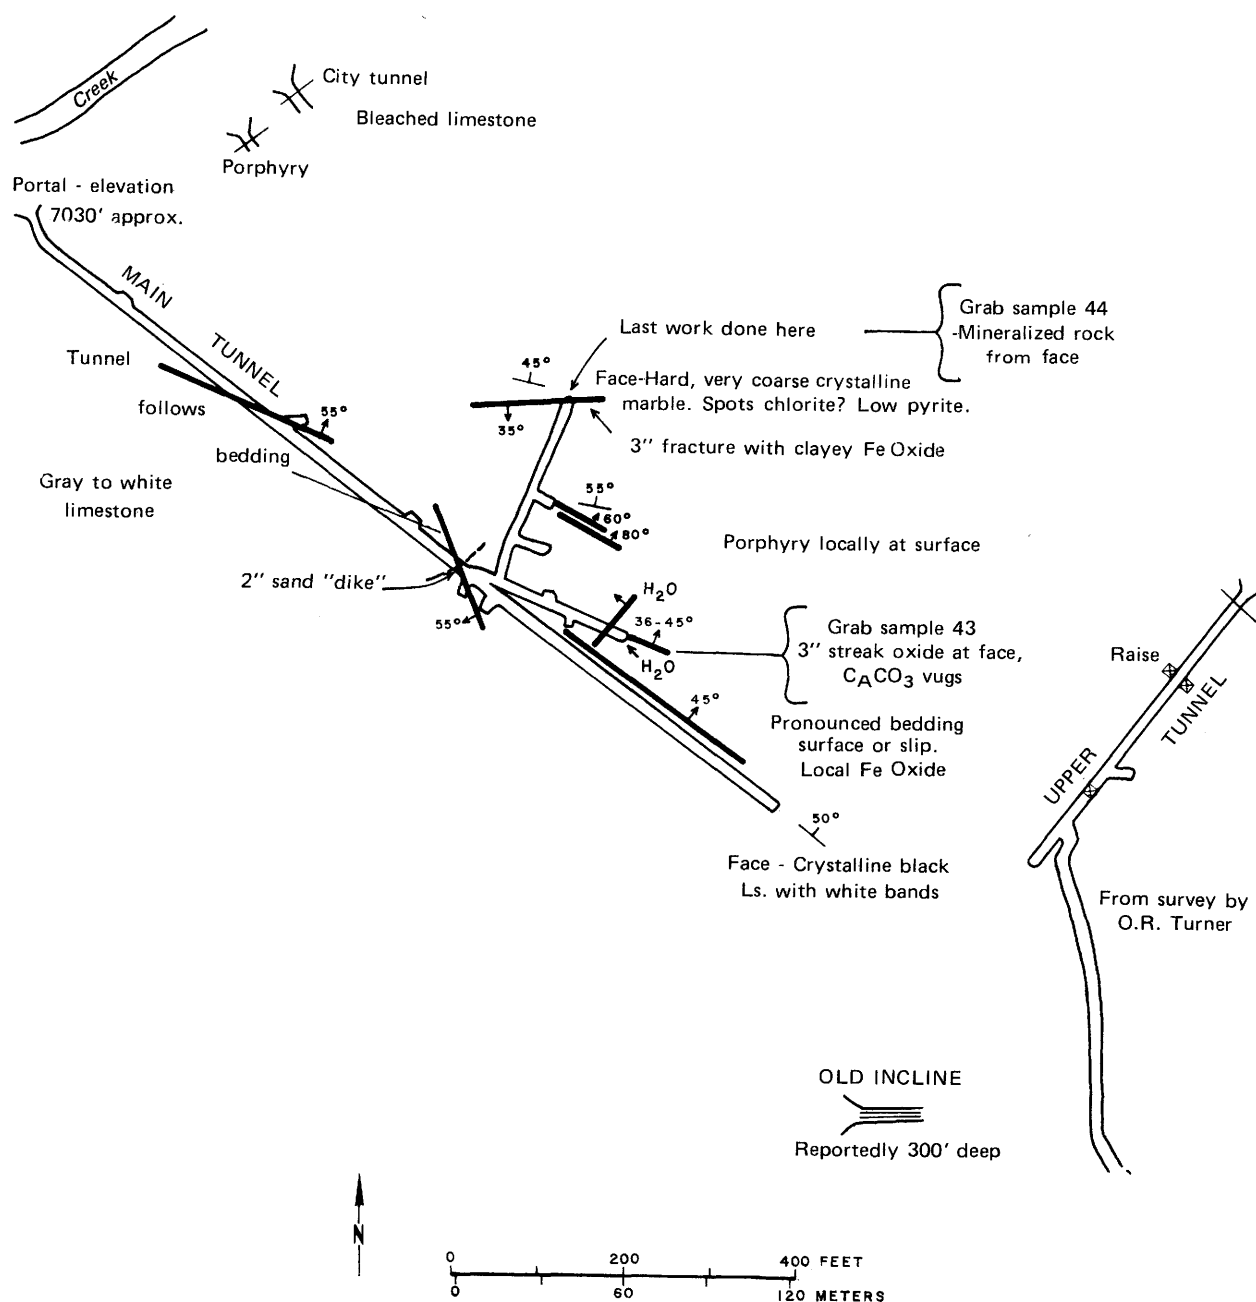 Creek
City tunnel
Bleached limestone
Porphyry
Portal - elevation
7030' approx.
MAIN TUNNEL
Tunnel
follows
bedding
55°
Gray to white
limestone
2" sand "dike"
55°
Last work done here
Grab sample 44
-Mineralized rock
from face
45°
Face-Hard, very coarse crystalline
marble. Spots chlorite? Low pyrite.
35°
3" fracture with clayey Fe Oxide
55°
60°
80°
Porphyry locally at surface
H2O
36-45°
H2O
Grab sample 43
3" streak oxide at face,
CACO3 vugs
45°
Pronounced bedding
surface or slip.
Local Fe Oxide
50°
Face - Crystalline black
Ls. with white bands
Raise
UPPER TUNNEL
From survey by
O.R. Turner
OLD INCLINE
Reportedly 300' deep
N
0 200 400 FEET
0 60 120 METERS